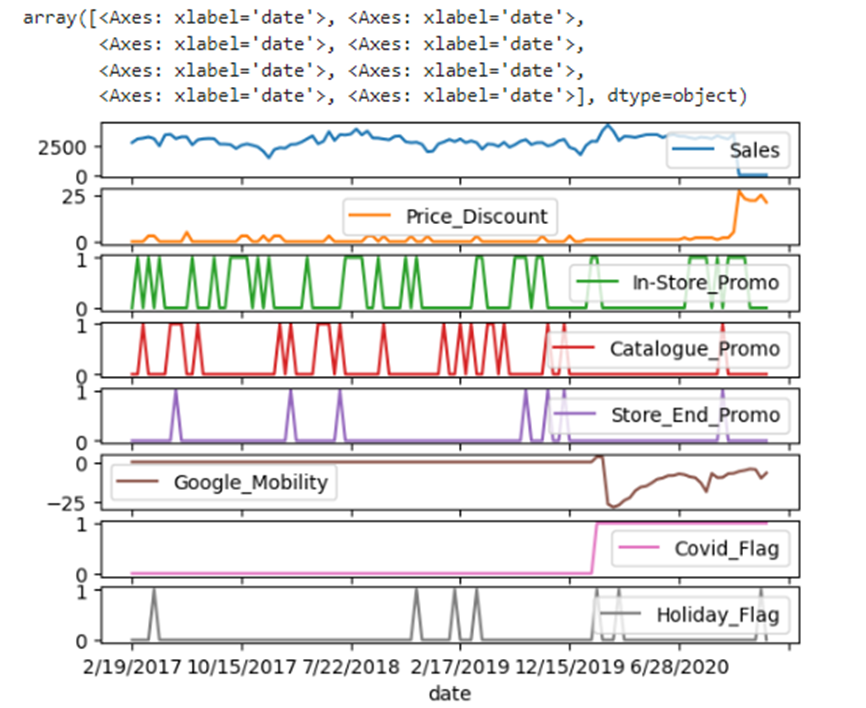 array([<Axes: xlabel='date'>, <Axes: xlabel='date'>,
<Axes: xlabel='date'>, <Axes: xlabel='date'>,
<Axes: xlabel='date'>, <Axes: xlabel='date'>,
<Axes: xlabel='date'>, <Axes: xlabel='date'>], dtype=object)
2500
Sales
0
25
Price_Discount
0
1
In-Store_Promo
0
1
Catalogue_Promo
0
1
Store_End_Promo
0
0
Google_Mobility
−25
1
Covid_Flag
0
1
Holiday_Flag
0
2/19/2017 10/15/2017 7/22/2018 2/17/2019 12/15/2019 6/28/2020
date